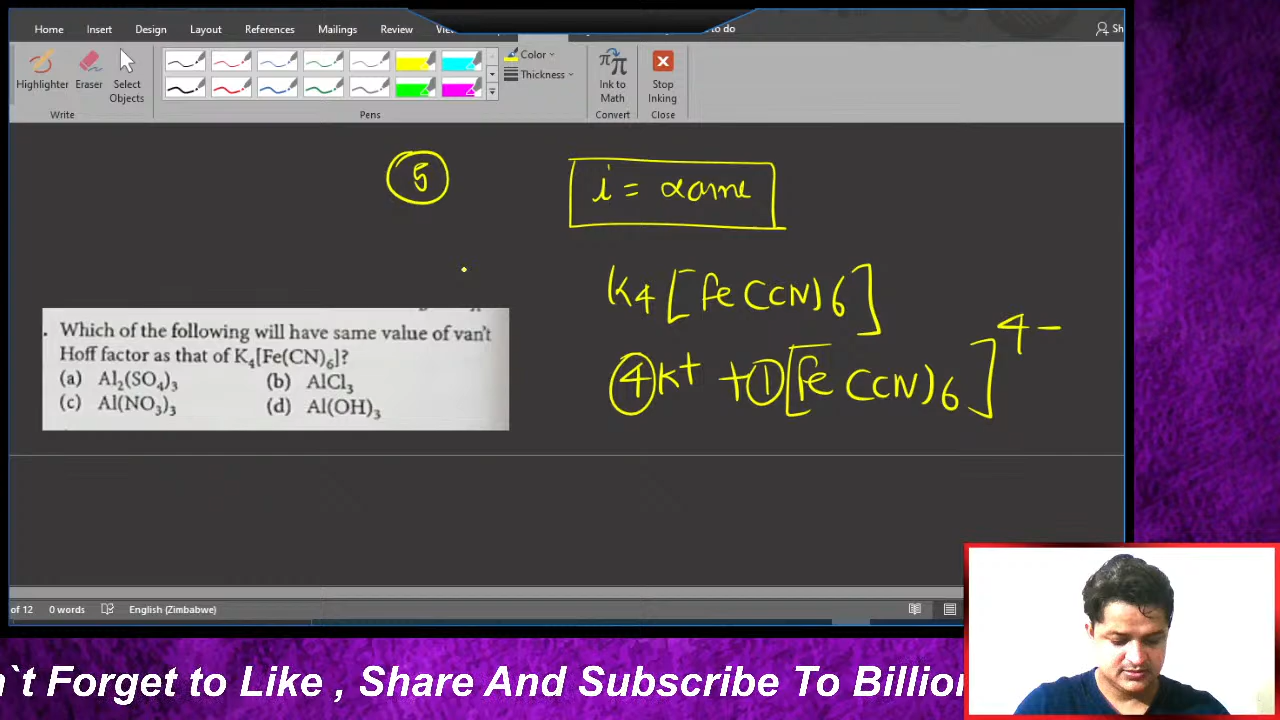 Home Insert Design Layout References Mailings Review to do Sh
Highlighter Eraser Select Objects Color Thickness Ink to Math Stop Inking
Write Pens Convert Close
5 i = same
K4[Fe(CN)6]
4K+ + 1[Fe(CN)6]4-
. Which of the following will have same value of van't
Hoff factor as that of K4[Fe(CN)6]?
(a) Al2(SO4)3 (b) AlCl3
(c) Al(NO3)3 (d) Al(OH)3
of 12 0 words English (Zimbabwe)
n`t Forget to Like , Share And Subscribe To Billion